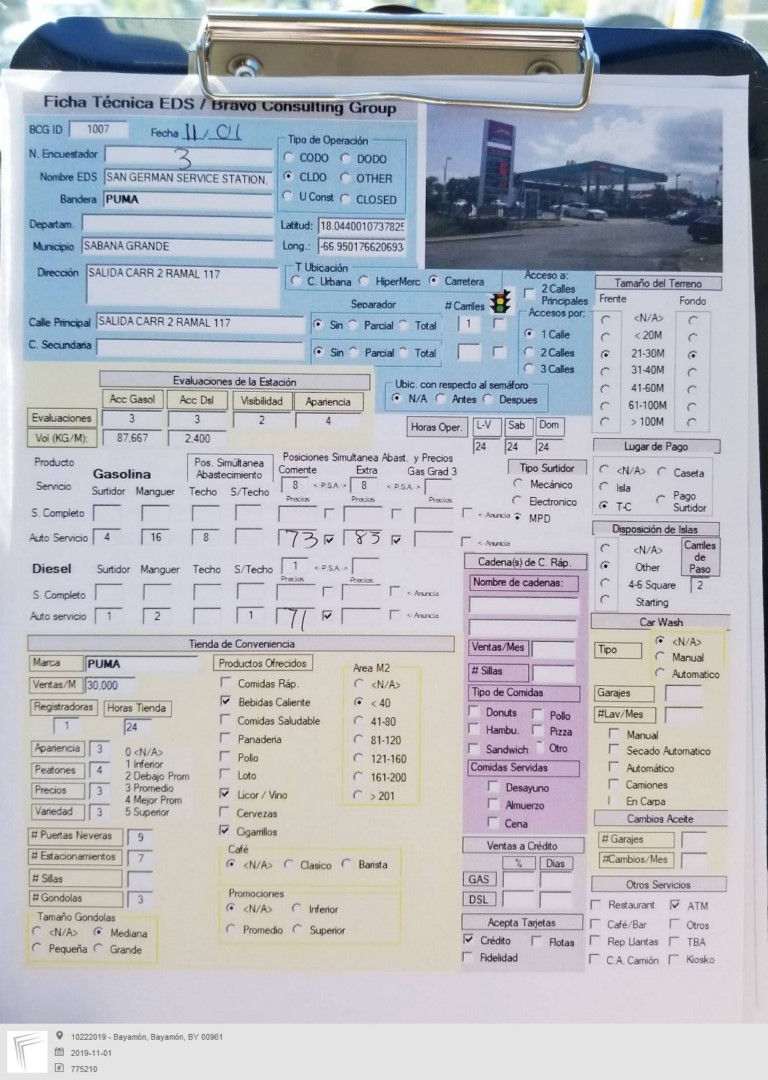 Ficha Técnica EDS / Bravo Consulting Group
BCG ID 1007 Fecha 11/01
N. Encuestador 3
Nombre EDS SAN GERMAN SERVICE STATION,
Bandera PUMA
Tipo de Operación
CODO DODO
CLDO OTHER
U Const CLOSED
Departam.
Municipio SABANA GRANDE
Latitud: 18.044001073782
Long.: -66.950176620693
Dirección SALIDA CARR 2 RAMAL 117
T Ubicación
C. Urbana HiperMerc Carretera
Separador # Carriles
Calle Principal SALIDA CARR 2 RAMAL 117 Sin Parcial Total 1
C. Secundaria Sin Parcial Total
Acceso a:
2 Calles Principales
Accesos por:
1 Calle
2 Calles
3 Calles
Tamaño del Terreno
Frente Fondo
<N/A>
< 20M
21-30M
31-40M
41-60M
61-100M
> 100M
Evaluaciones de la Estación
Acc Gasol Acc Dsl Visibilidad Apariencia
Evaluaciones 3 3 2 4
Vol (KG/M): 87,667 2,400
Ubic. con respecto al semáforo
N/A Antes Despues
Horas Oper. L-V Sab Dom
24 24 24
Lugar de Pago
<N/A> Caseta
Isla
T-C Pago Surtidor
Producto
Servicio
Gasolina
Surtidor Manguer
Pos. Simúltanea Abastecimiento
Techo S/Techo
Posiciones Simultanea Abast. y Precios
Corriente Extra Gas Grad 3
8 <-P.S.A-> 8 <-P.S.A->
Precios Precios Precios
S. Completo <- Anuncia
Auto Servicio 4 16 8 73 83 <- Anuncia
Tipo Surtidor
Mecánico
Electronico
MPD
Disposición de Islas
<N/A>
Other
4-6 Square
Starting
Carriles de Paso
2
Diesel Surtidor Manguer Techo S/Techo
1 <-P.S.A->
Precios Precios
S. Completo <- Anuncia
Auto servicio 1 2 1 71 <- Anuncia
Cadena(s) de C. Ráp.
Nombre de cadenas:
Ventas/Mes
# Sillas
Tipo de Comidas
Donuts Pollo
Hambu. Pizza
Sandwich Otro
Comidas Servidas
Desayuno
Almuerzo
Cena
Car Wash
Tipo
<N/A>
Manual
Automatico
Garajes
#Lav/Mes
Manual
Secado Automatico
Automático
Camiones
En Carpa
Tienda de Conveniencia
Marca PUMA
Ventas/M 30,000
Registradoras Horas Tienda
1 24
Apariencia 3
Peatones 4
Precios 3
Variedad 3
0 <N/A>
1 Inferior
2 Debajo Prom
3 Promedio
4 Mejor Prom
5 Superior
# Puertas Neveras 9
# Estacionamientos 7
# Sillas
# Gondolas 3
Tamaño Gondolas
<N/A> Mediana
Pequeña Grande
Productos Ofrecidos
Comidas Ráp.
Bebidas Caliente
Comidas Saludable
Panaderia
Pollo
Loto
Licor / Vino
Cervezas
Cigarrillos
Area M2
<N/A>
< 40
41-80
81-120
121-160
161-200
> 201
Café
<N/A> Clasico Barista
Promociones
<N/A> Inferior
Promedio Superior
Ventas a Crédito
% Dias
GAS
DSL
Acepta Tarjetas
Crédito Flotas
Fidelidad
Cambios Aceite
# Garajes
#Cambios/Mes
Otros Servicios
Restaurant ATM
Café/Bar Otros
Rep Llantas TBA
C.A. Camión Kiosko
10222019 - Bayamón, Bayamón, BY 00961
2019-11-01
775210